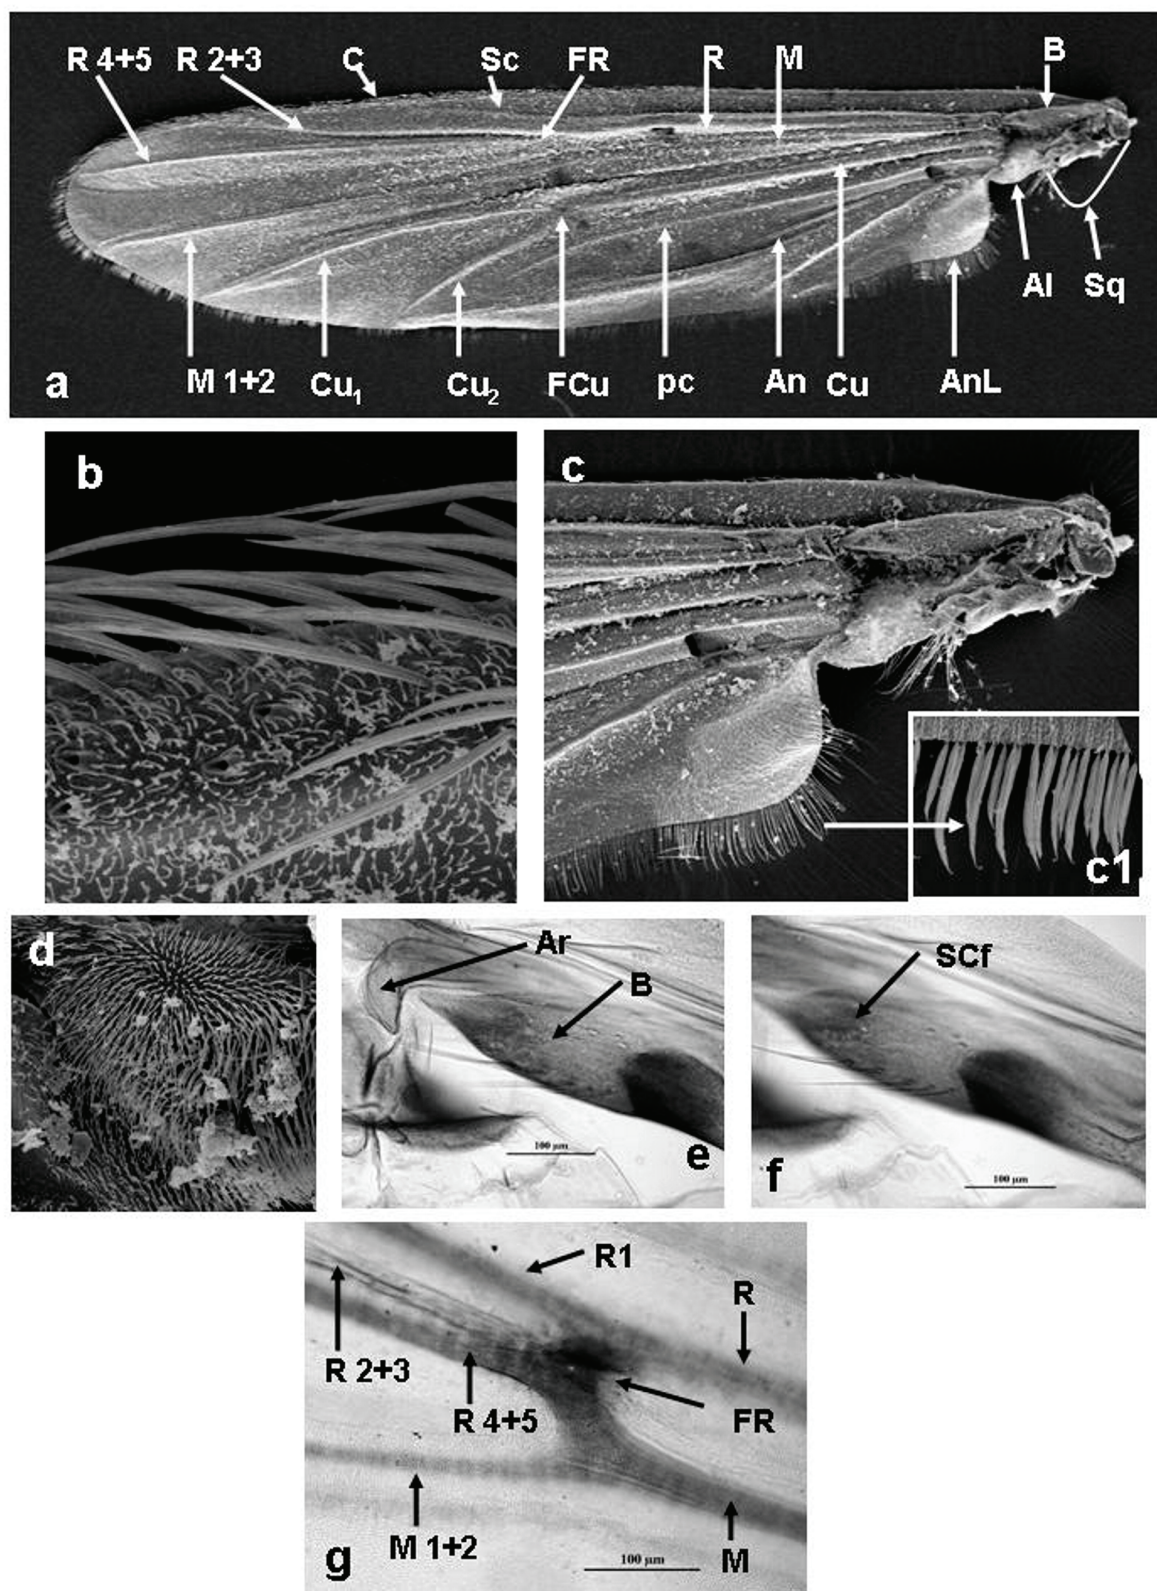 R 4+5 R 2+3 C Sc FR R M B
Al Sq
a M 1+2 Cu1 Cu2 FCu pc An Cu AnL
b
c
c1
d
Ar
B
100 µm
e
SCf
100 µm
f
R1
R
R 2+3
R 4+5 FR
M 1+2 M
g 100 µm